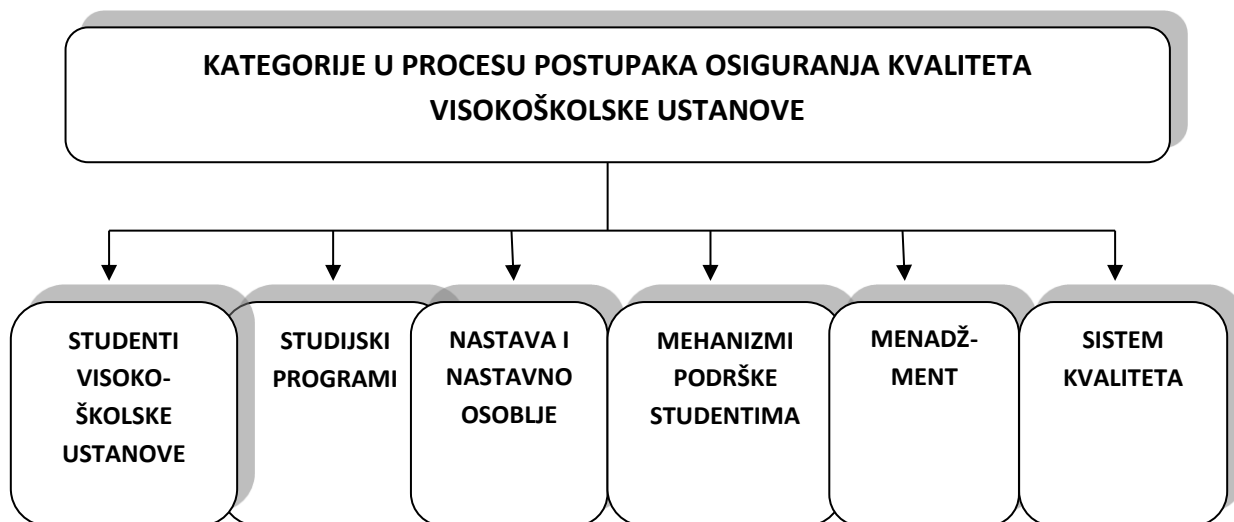 KATEGORIJE U PROCESU POSTUPAKA OSIGURANJA KVALITETA
VISOKOŠKOLSKE USTANOVE
STUDENTI
VISOKO-
ŠKOLSKE
USTANOVE
STUDIJSKI
PROGRAMI
NASTAVA I
NASTAVNO
OSOBLJE
MEHANIZMI
PODRŠKE
STUDENTIMA
MENADŽ-
MENT
SISTEM
KVALITETA